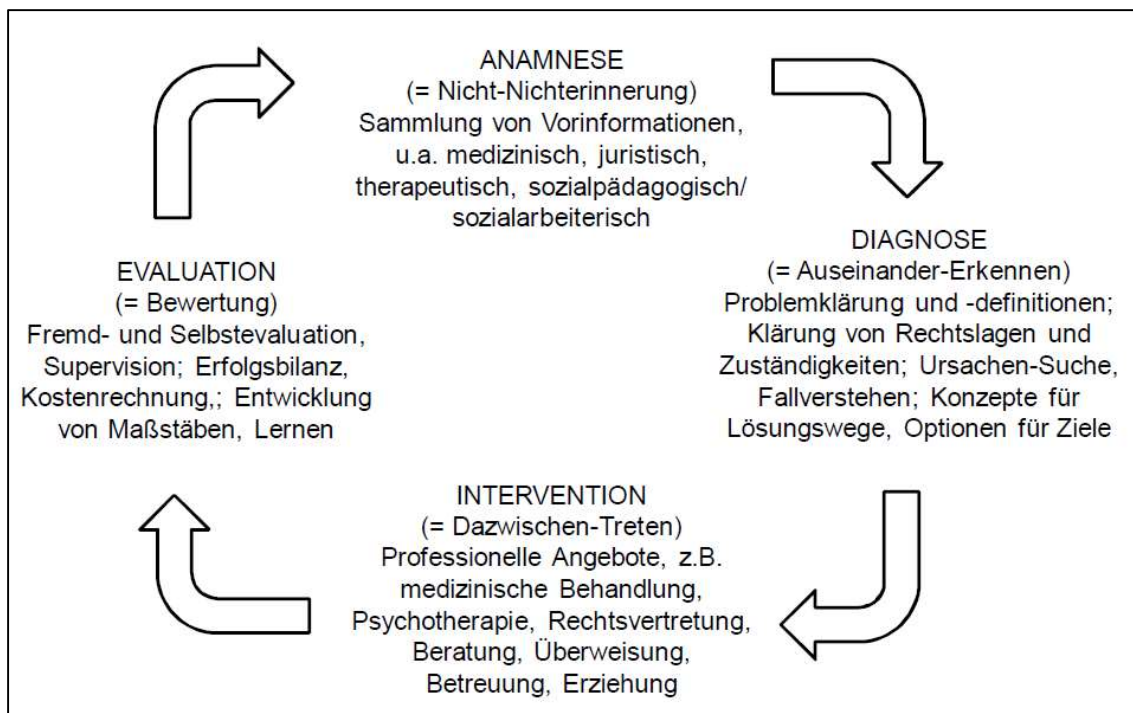 ANAMNESE
(= Nicht-Nichterinnerung)
Sammlung von Vorinformationen,
u.a. medizinisch, juristisch,
therapeutisch, sozialpädagogisch/
sozialarbeiterisch
DIAGNOSE
(= Auseinander-Erkennen)
Problemklärung und -definitionen;
Klärung von Rechtslagen und
Zuständigkeiten; Ursachen-Suche,
Fallverstehen; Konzepte für
Lösungswege, Optionen für Ziele
INTERVENTION
(= Dazwischen-Treten)
Professionelle Angebote, z.B.
medizinische Behandlung,
Psychotherapie, Rechtsvertretung,
Beratung, Überweisung,
Betreuung, Erziehung
EVALUATION
(= Bewertung)
Fremd- und Selbstevaluation,
Supervision; Erfolgsbilanz,
Kostenrechnung,; Entwicklung
von Maßstäben, Lernen